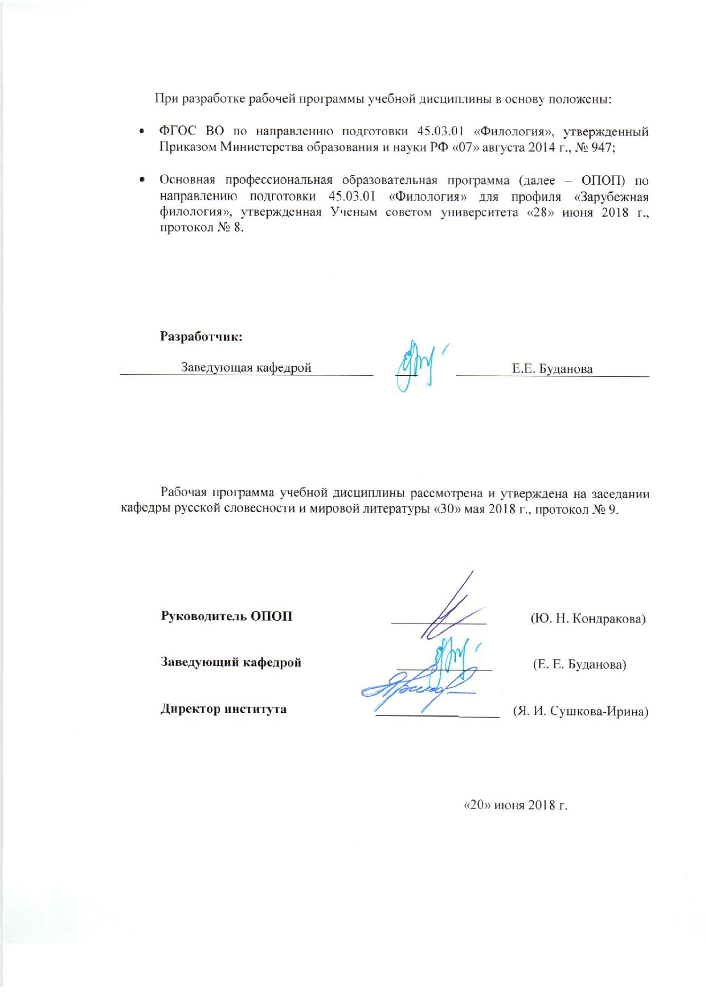 При разработке рабочей программы учебной дисциплины в основу положены:
• ФГОС ВО по направлению подготовки 45.03.01 «Филология», утвержденный
Приказом Министерства образования и науки РФ «07» августа 2014 г., № 947;
• Основная профессиональная образовательная программа (далее – ОПОП) по
направлению подготовки 45.03.01 «Филология» для профиля «Зарубежная
филология», утвержденная Ученым советом университета «28» июня 2018 г.,
протокол № 8.
Разработчик:
Заведующая кафедрой Е.Е. Буданова
Рабочая программа учебной дисциплины рассмотрена и утверждена на заседании
кафедры русской словесности и мировой литературы «30» мая 2018 г., протокол № 9.
Руководитель ОПОП (Ю. Н. Кондракова)
Заведующий кафедрой (Е. Е. Буданова)
Директор института (Я. И. Сушкова-Ирина)
«20» июня 2018 г.